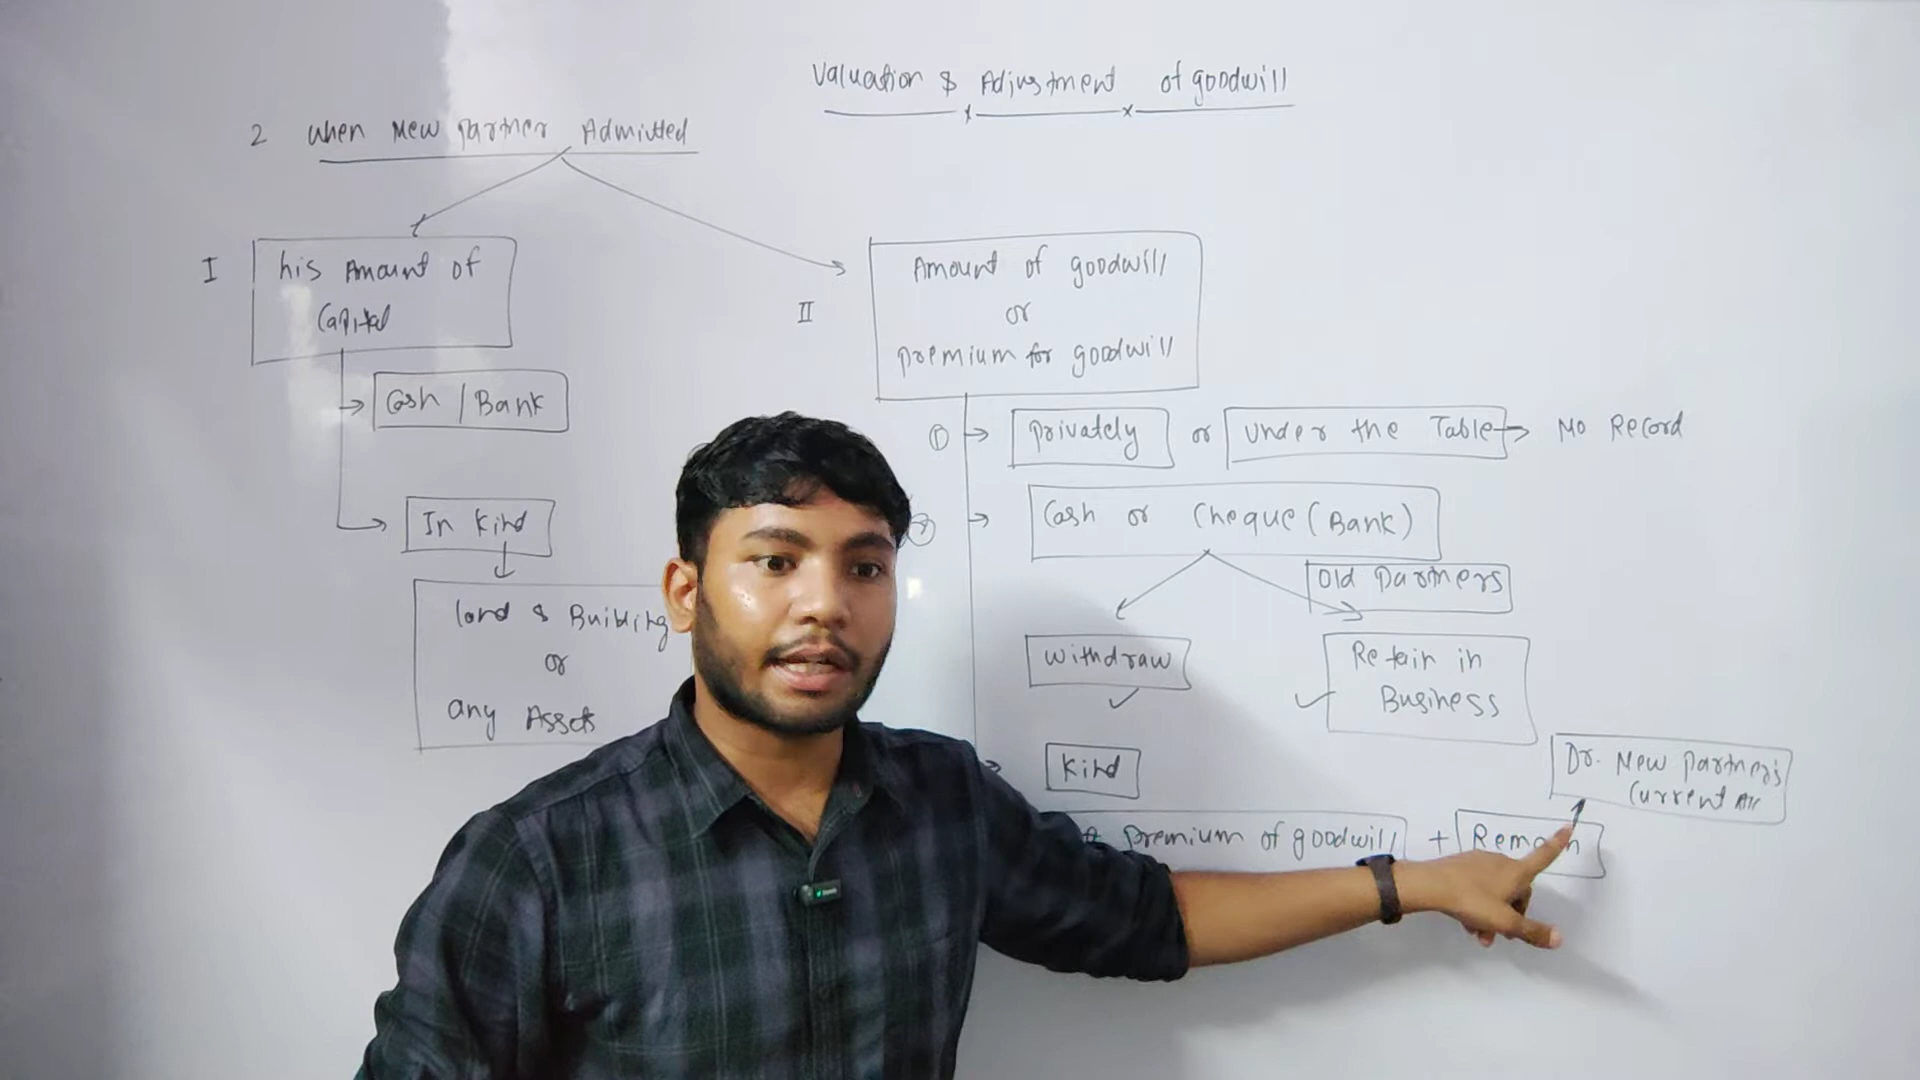 Valuation & Adjustment of goodwill
2 When New partner Admitted
I
his Amount of
Capital
Cash / Bank
In Kind
land & Building
or
any Assets
II
Amount of goodwill
or
premium for goodwill
① privately or Under the Table → No Record
Cash or Cheque (Bank)
Old Partners
Withdraw ✓
✓ Retain in
Business
Kind
premium of goodwill +
Dr. New partner's
Current A/c